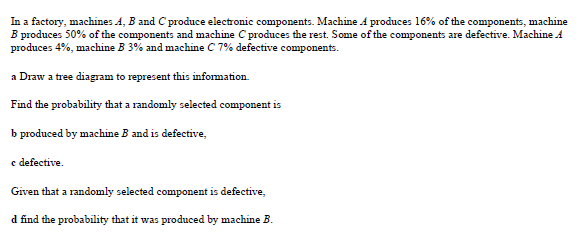 In a factory, machines A, B and C produce electronic components. Machine A produces 16% of the components, machine
B produces 50% of the components and machine C produces the rest. Some of the components are defective. Machine A
produces 4%, machine B 3% and machine C 7% defective components.
a Draw a tree diagram to represent this information.
Find the probability that a randomly selected component is
b produced by machine B and is defective,
c defective.
Given that a randomly selected component is defective,
d find the probability that it was produced by machine B.